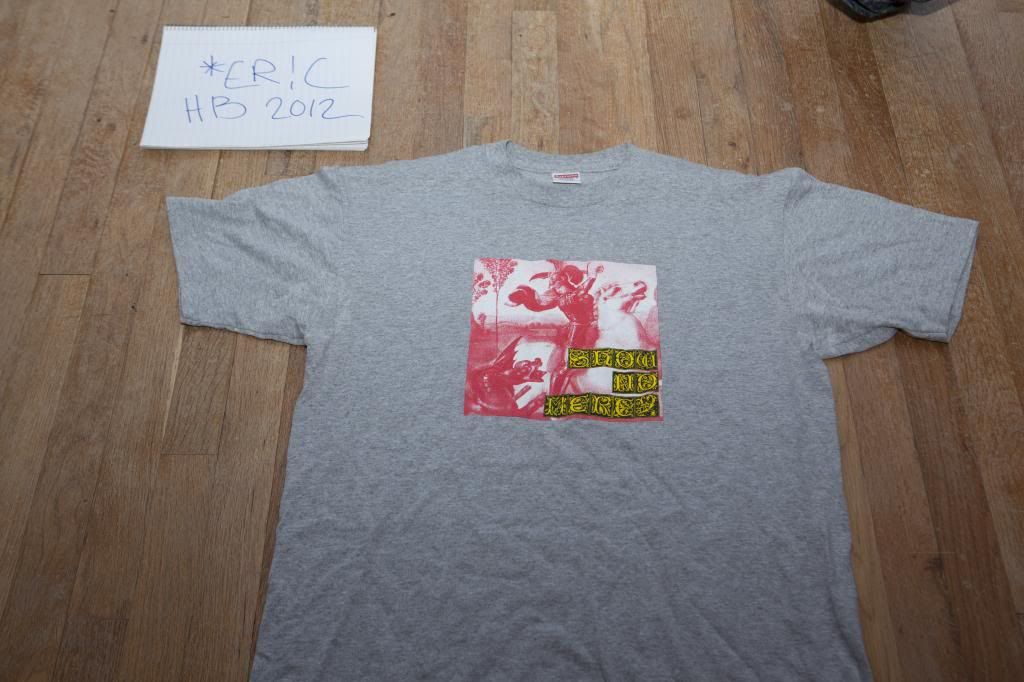 *ER!C
HB 2012
SHOW
NO
MERCY